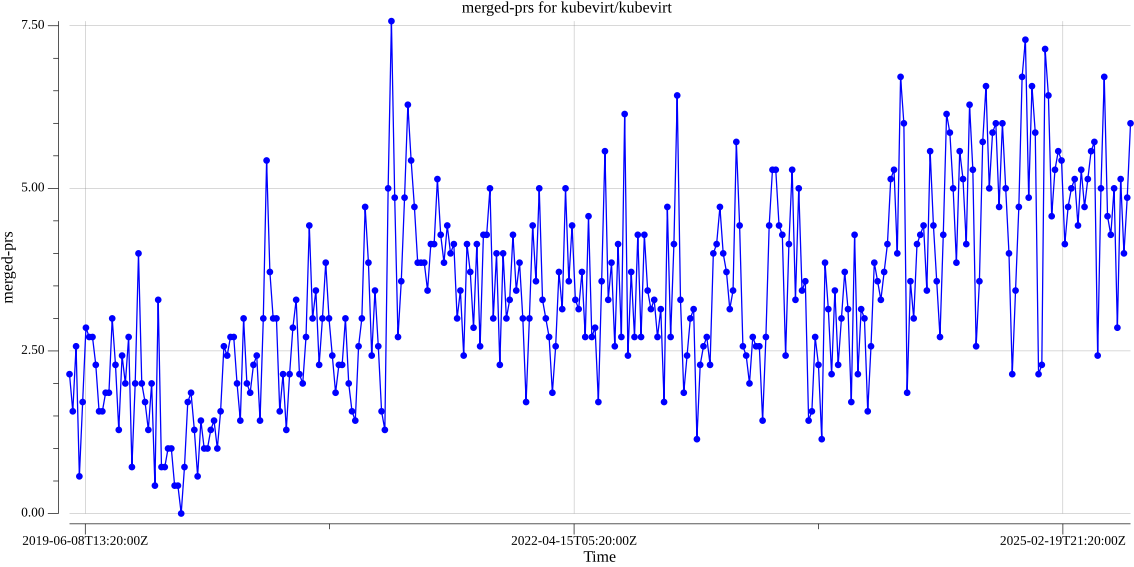 merged-prs for kubevirt/kubevirt
7.50
5.00
2.50
0.00
merged-prs
2019-06-08T13:20:00Z
2022-04-15T05:20:00Z
2025-02-19T21:20:00Z
Time